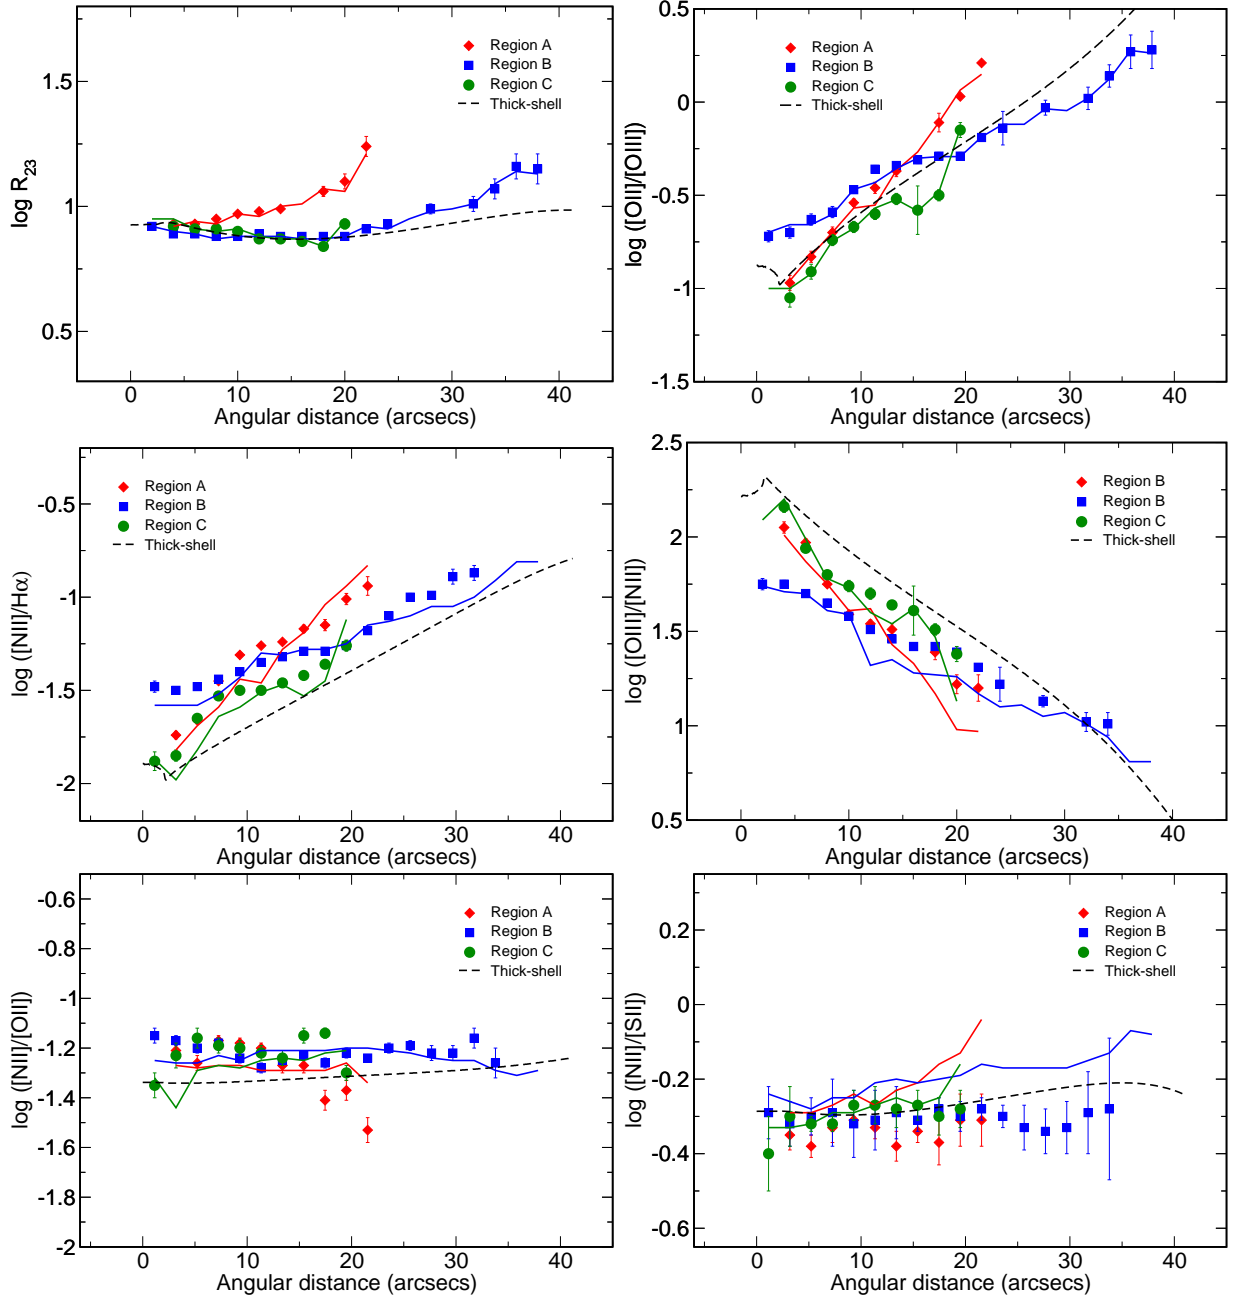 log R23
1.5
1
0.5
Region A
Region B
Region C
Thick-shell
0 10 20 30 40
Angular distance (arcsecs)
log ([OII]/[OIII])
0.5
0
-0.5
-1
-1.5
Region A
Region B
Region C
Thick-shell
0 10 20 30 40
Angular distance (arcsecs)
log ([NII]/Hα)
-0.5
-1
-1.5
-2
Region A
Region B
Region C
Thick-shell
0 10 20 30 40
Angular distance (arcsecs)
log ([OIII]/[NII])
2.5
2
1.5
1
0.5
Region B
Region B
Region C
Thick-shell
0 10 20 30 40
Angular distance (arcsecs)
log ([NII]/[OII])
-0.6
-0.8
-1
-1.2
-1.4
-1.6
-1.8
-2
Region A
Region B
Region C
Thick-shell
0 10 20 30 40
Angular distance (arcsecs)
log ([NII]/[SII])
0.2
0
-0.2
-0.4
-0.6
Region A
Region B
Region C
Thick-shell
0 10 20 30 40
Angular distance (arcsecs)